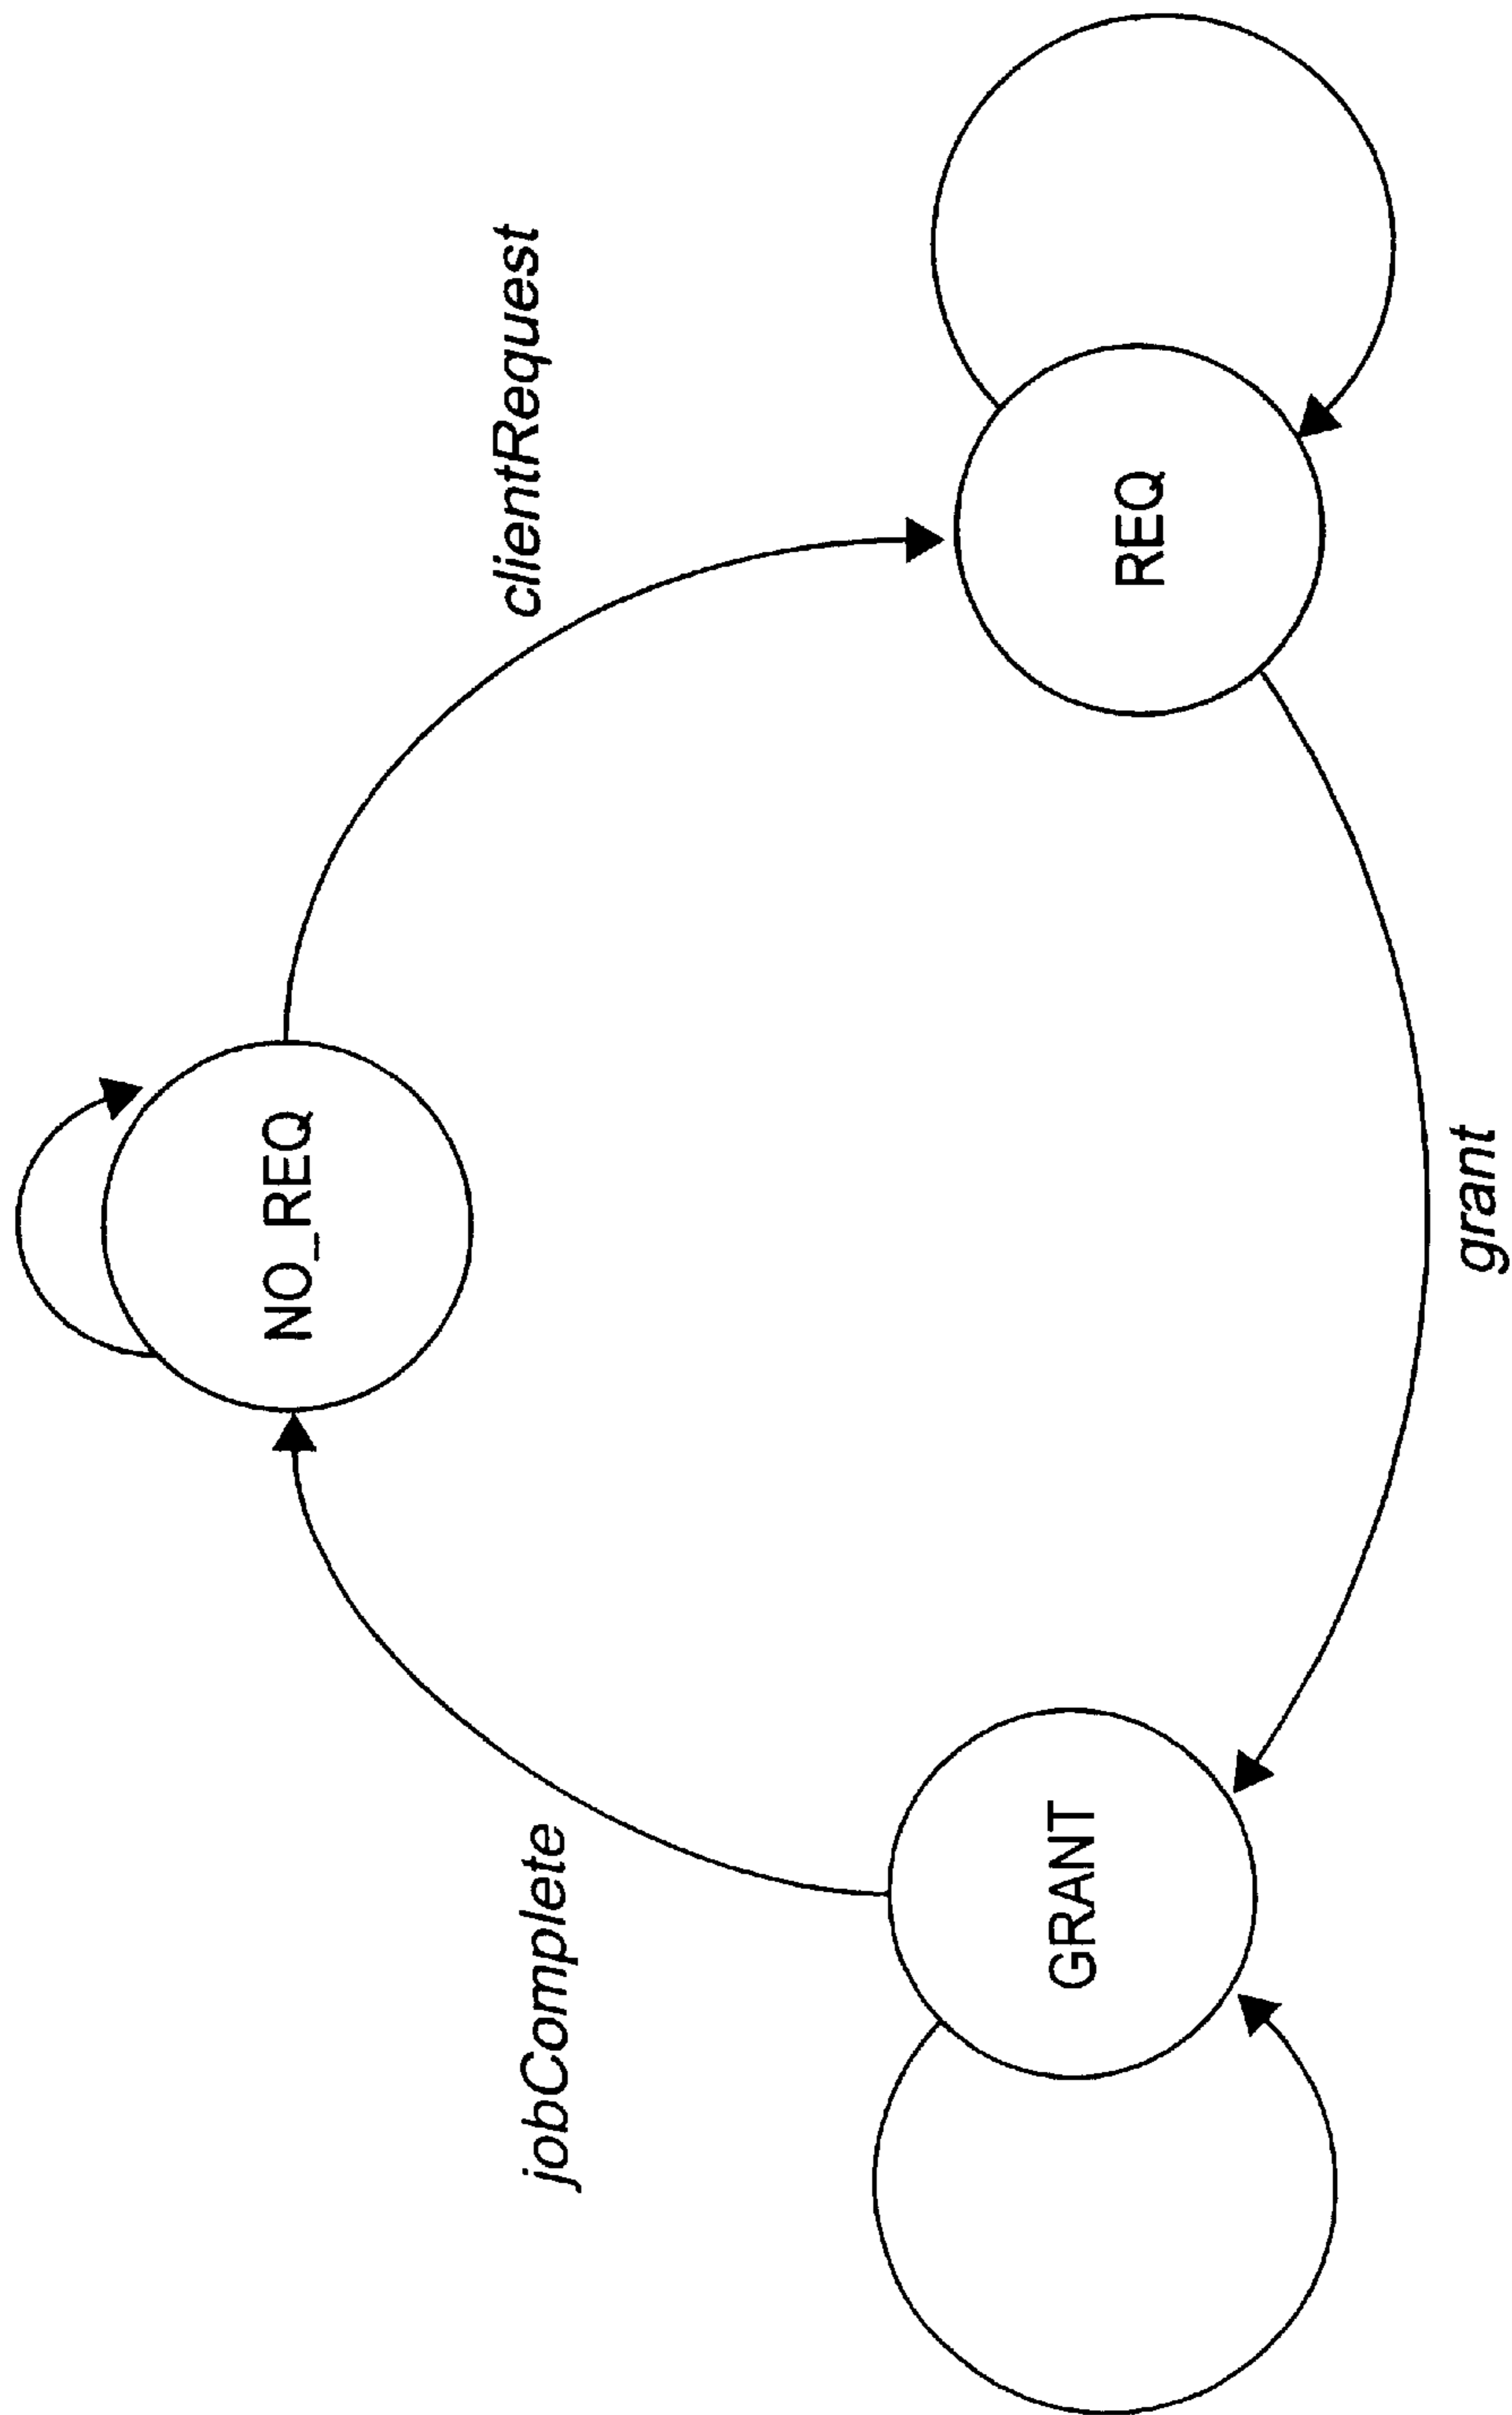 NO_REQ
jobComplete
clientRequest
GRANT
REQ
grant